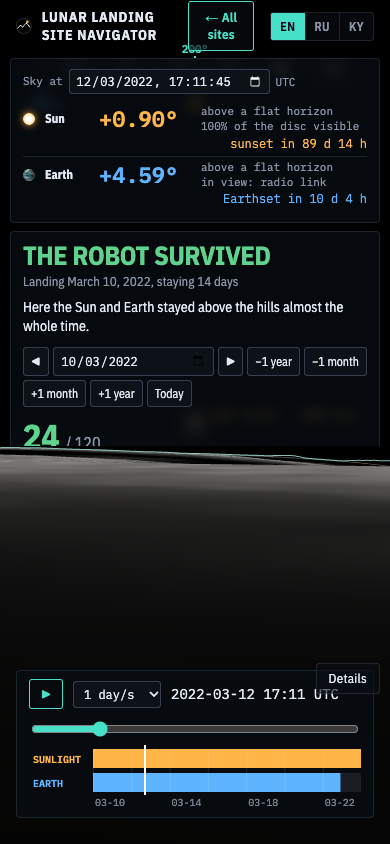 LUNAR LANDING
SITE NAVIGATOR
← All
sites
EN RU KY
200°
Sky at 12/03/2022, 17:11:45 UTC
Sun +0.90° above a flat horizon
100% of the disc visible
sunset in 89 d 14 h
Earth +4.59° above a flat horizon
in view: radio link
Earthset in 10 d 4 h
THE ROBOT SURVIVED
Landing March 10, 2022, staying 14 days
Here the Sun and Earth stayed above the hills almost the
whole time.
◀ 10/03/2022 ▶ −1 year −1 month
+1 month +1 year Today
24 / 120
Details
▶ 1 day/s 2022-03-12 17:11 UTC
SUNLIGHT
EARTH
03-10 03-14 03-18 03-22